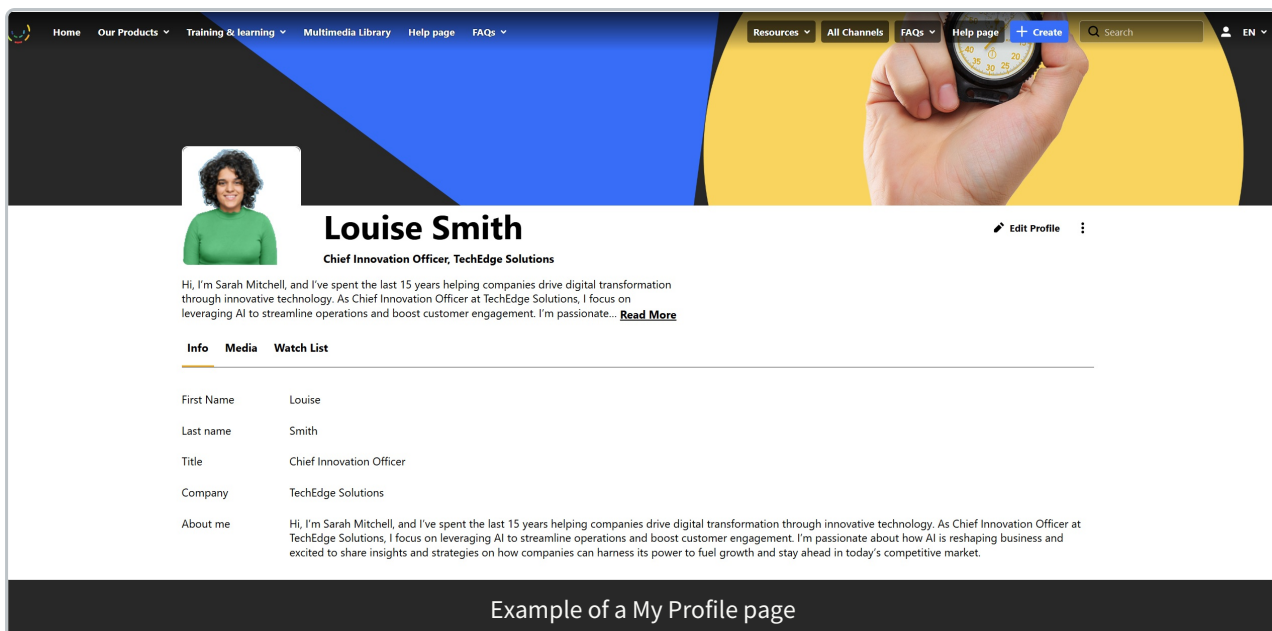 Home Our Products Training & learning Multimedia Library Help page FAQs Resources All Channels FAQs Help page + Create Search EN
40 35 30 25 20
Louise Smith
Edit Profile
Chief Innovation Officer, TechEdge Solutions
Hi, I'm Sarah Mitchell, and I've spent the last 15 years helping companies drive digital transformation
through innovative technology. As Chief Innovation Officer at TechEdge Solutions, I focus on
leveraging AI to streamline operations and boost customer engagement. I'm passionate... Read More
Info Media Watch List
First Name Louise
Last name Smith
Title Chief Innovation Officer
Company TechEdge Solutions
About me Hi, I'm Sarah Mitchell, and I've spent the last 15 years helping companies drive digital transformation through innovative technology. As Chief Innovation Officer at
TechEdge Solutions, I focus on leveraging AI to streamline operations and boost customer engagement. I'm passionate about how AI is reshaping business and
excited to share insights and strategies on how companies can harness its power to fuel growth and stay ahead in today's competitive market.
Example of a My Profile page